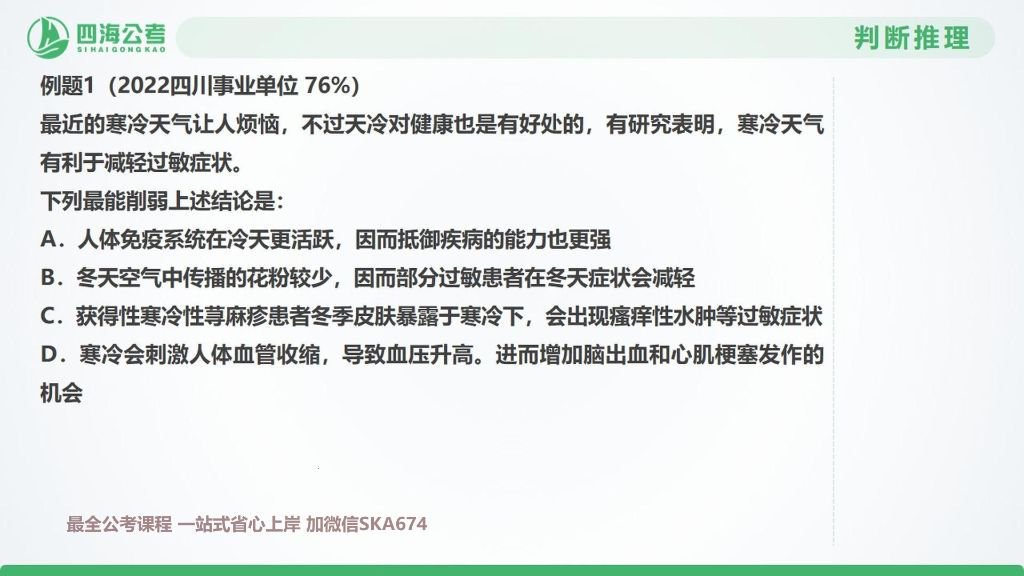 四海公考
SIHAIGONGKAO
判断推理
例题1（2022四川事业单位 76%）
最近的寒冷天气让人烦恼，不过天冷对健康也是有好处的，有研究表明，寒冷天气
有利于减轻过敏症状。
下列最能削弱上述结论是：
A．人体免疫系统在冷天更活跃，因而抵御疾病的能力也更强
B．冬天空气中传播的花粉较少，因而部分过敏患者在冬天症状会减轻
C．获得性寒冷性荨麻疹患者冬季皮肤暴露于寒冷下，会出现瘙痒性水肿等过敏症状
D．寒冷会刺激人体血管收缩，导致血压升高。进而增加脑出血和心肌梗塞发作的
机会
最全公考课程 一站式省心上岸 加微信SKA674